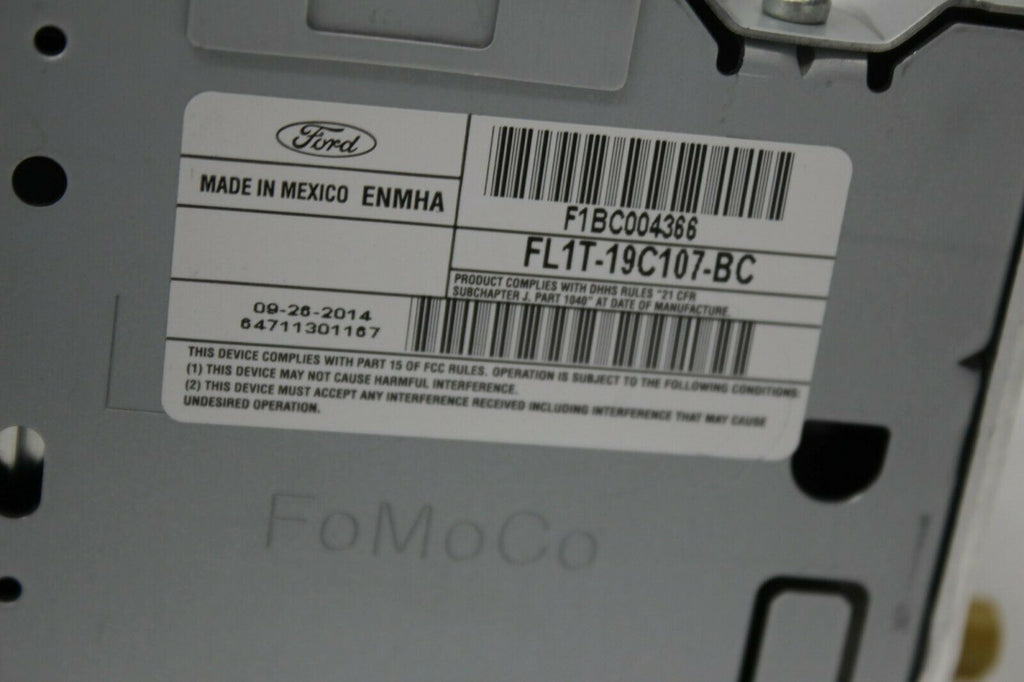 Ford
MADE IN MEXICO ENMHA
F1BC004366
FL1T-19C107-BC
PRODUCT COMPLIES WITH DHHS RULES "21 CFR
SUBCHAPTER J, PART 1040" AT DATE OF MANUFACTURE.
09-26-2014
64711301167
THIS DEVICE COMPLIES WITH PART 15 OF FCC RULES. OPERATION IS SUBJECT TO THE FOLLOWING CONDITIONS:
(1) THIS DEVICE MAY NOT CAUSE HARMFUL INTERFERENCE.
(2) THIS DEVICE MUST ACCEPT ANY INTERFERENCE RECEIVED INCLUDING INTERFERENCE THAT MAY CAUSE
UNDESIRED OPERATION.
FoMoCo